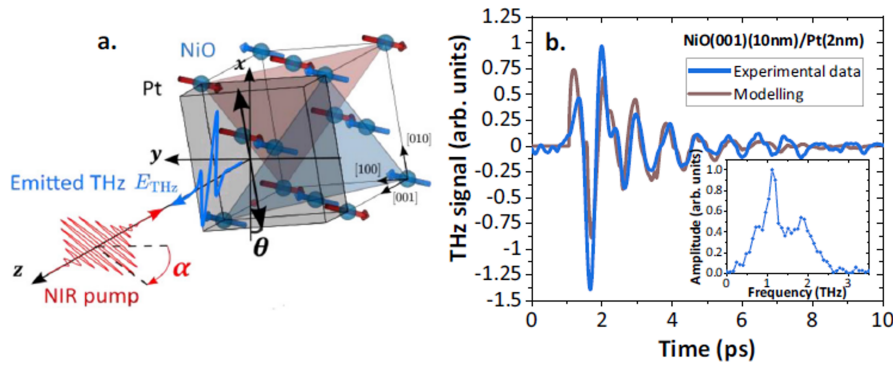 a.
NiO
Pt
x
y
[010]
[100]
[001]
Emitted THz E_THz
θ
z
α
NIR pump
b.
NiO(001)(10nm)/Pt(2nm)
Experimental data
Modelling
THz signal (arb. units)
1.25
1
0.75
0.5
0.25
0
-0.25
-0.5
-0.75
-1
-1.25
-1.5
0 2 4 6 8 10
Time (ps)
Amplitude (arb. units)
1.0
0.8
0.6
0.4
0.2
0.0
0 1 2 3
Frequency (THz)